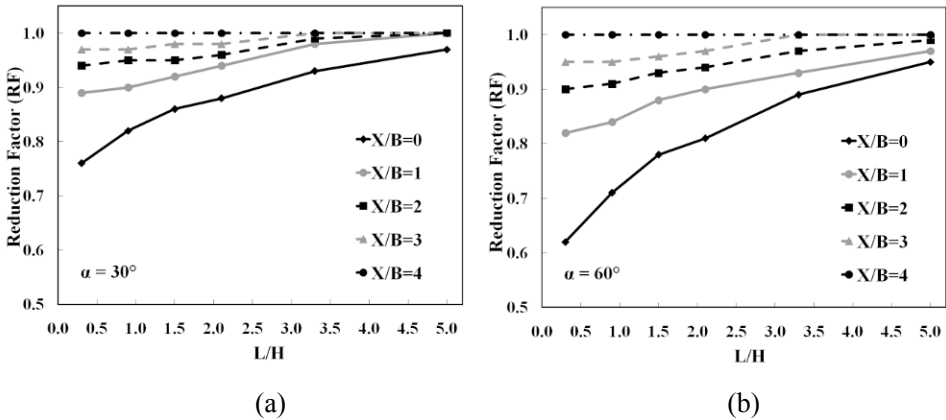 Reduction Factor (RF)
1.0
0.9
0.8
0.7
0.6
0.5
X/B=0
X/B=1
X/B=2
X/B=3
X/B=4
α = 30°
0.0 0.5 1.0 1.5 2.0 2.5 3.0 3.5 4.0 4.5 5.0
L/H
(a)
Reduction Factor (RF)
1.0
0.9
0.8
0.7
0.6
0.5
X/B=0
X/B=1
X/B=2
X/B=3
X/B=4
α = 60°
0.0 0.5 1.0 1.5 2.0 2.5 3.0 3.5 4.0 4.5 5.0
L/H
(b)